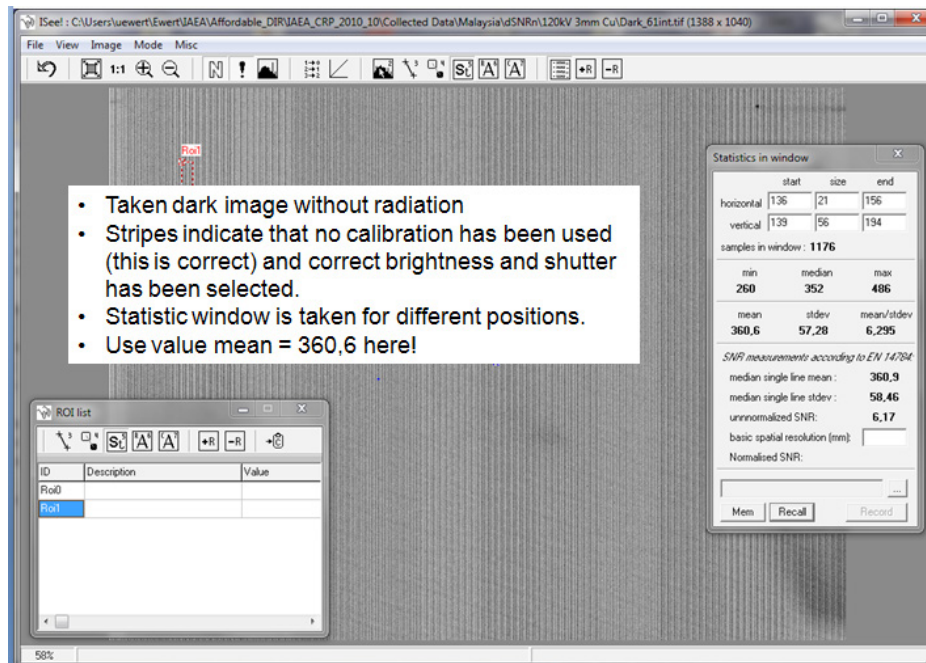 ISee! : C:\Users\uewert\Ewert\IAEA\Affordable_DIR\IAEA_CRP_2010_10\Collected Data\Malaysia\dSNRn\120kV 3mm Cu\Dark_61int.tif (1388 x 1040)
File View Image Mode Misc
1:1 N ! St A A +R -R
Roi1
• Taken dark image without radiation
• Stripes indicate that no calibration has been used
(this is correct) and correct brightness and shutter
has been selected.
• Statistic window is taken for different positions.
• Use value mean = 360,6 here!
Statistics in window
start size end
horizontal 136 21 156
vertical 139 56 194
samples in window : 1176
min median max
260 352 486
mean stdev mean/stdev
360,6 57,28 6,295
SNR measurements according to EN 14784:
median single line mean : 360,9
median single line stdev : 58,46
unnnormalized SNR: 6,17
basic spatial resolution (mm):
Normalised SNR:
...
Mem Recall Record
ROI list
St A A +R -R
ID Description Value
Roi0
Roi1
58%